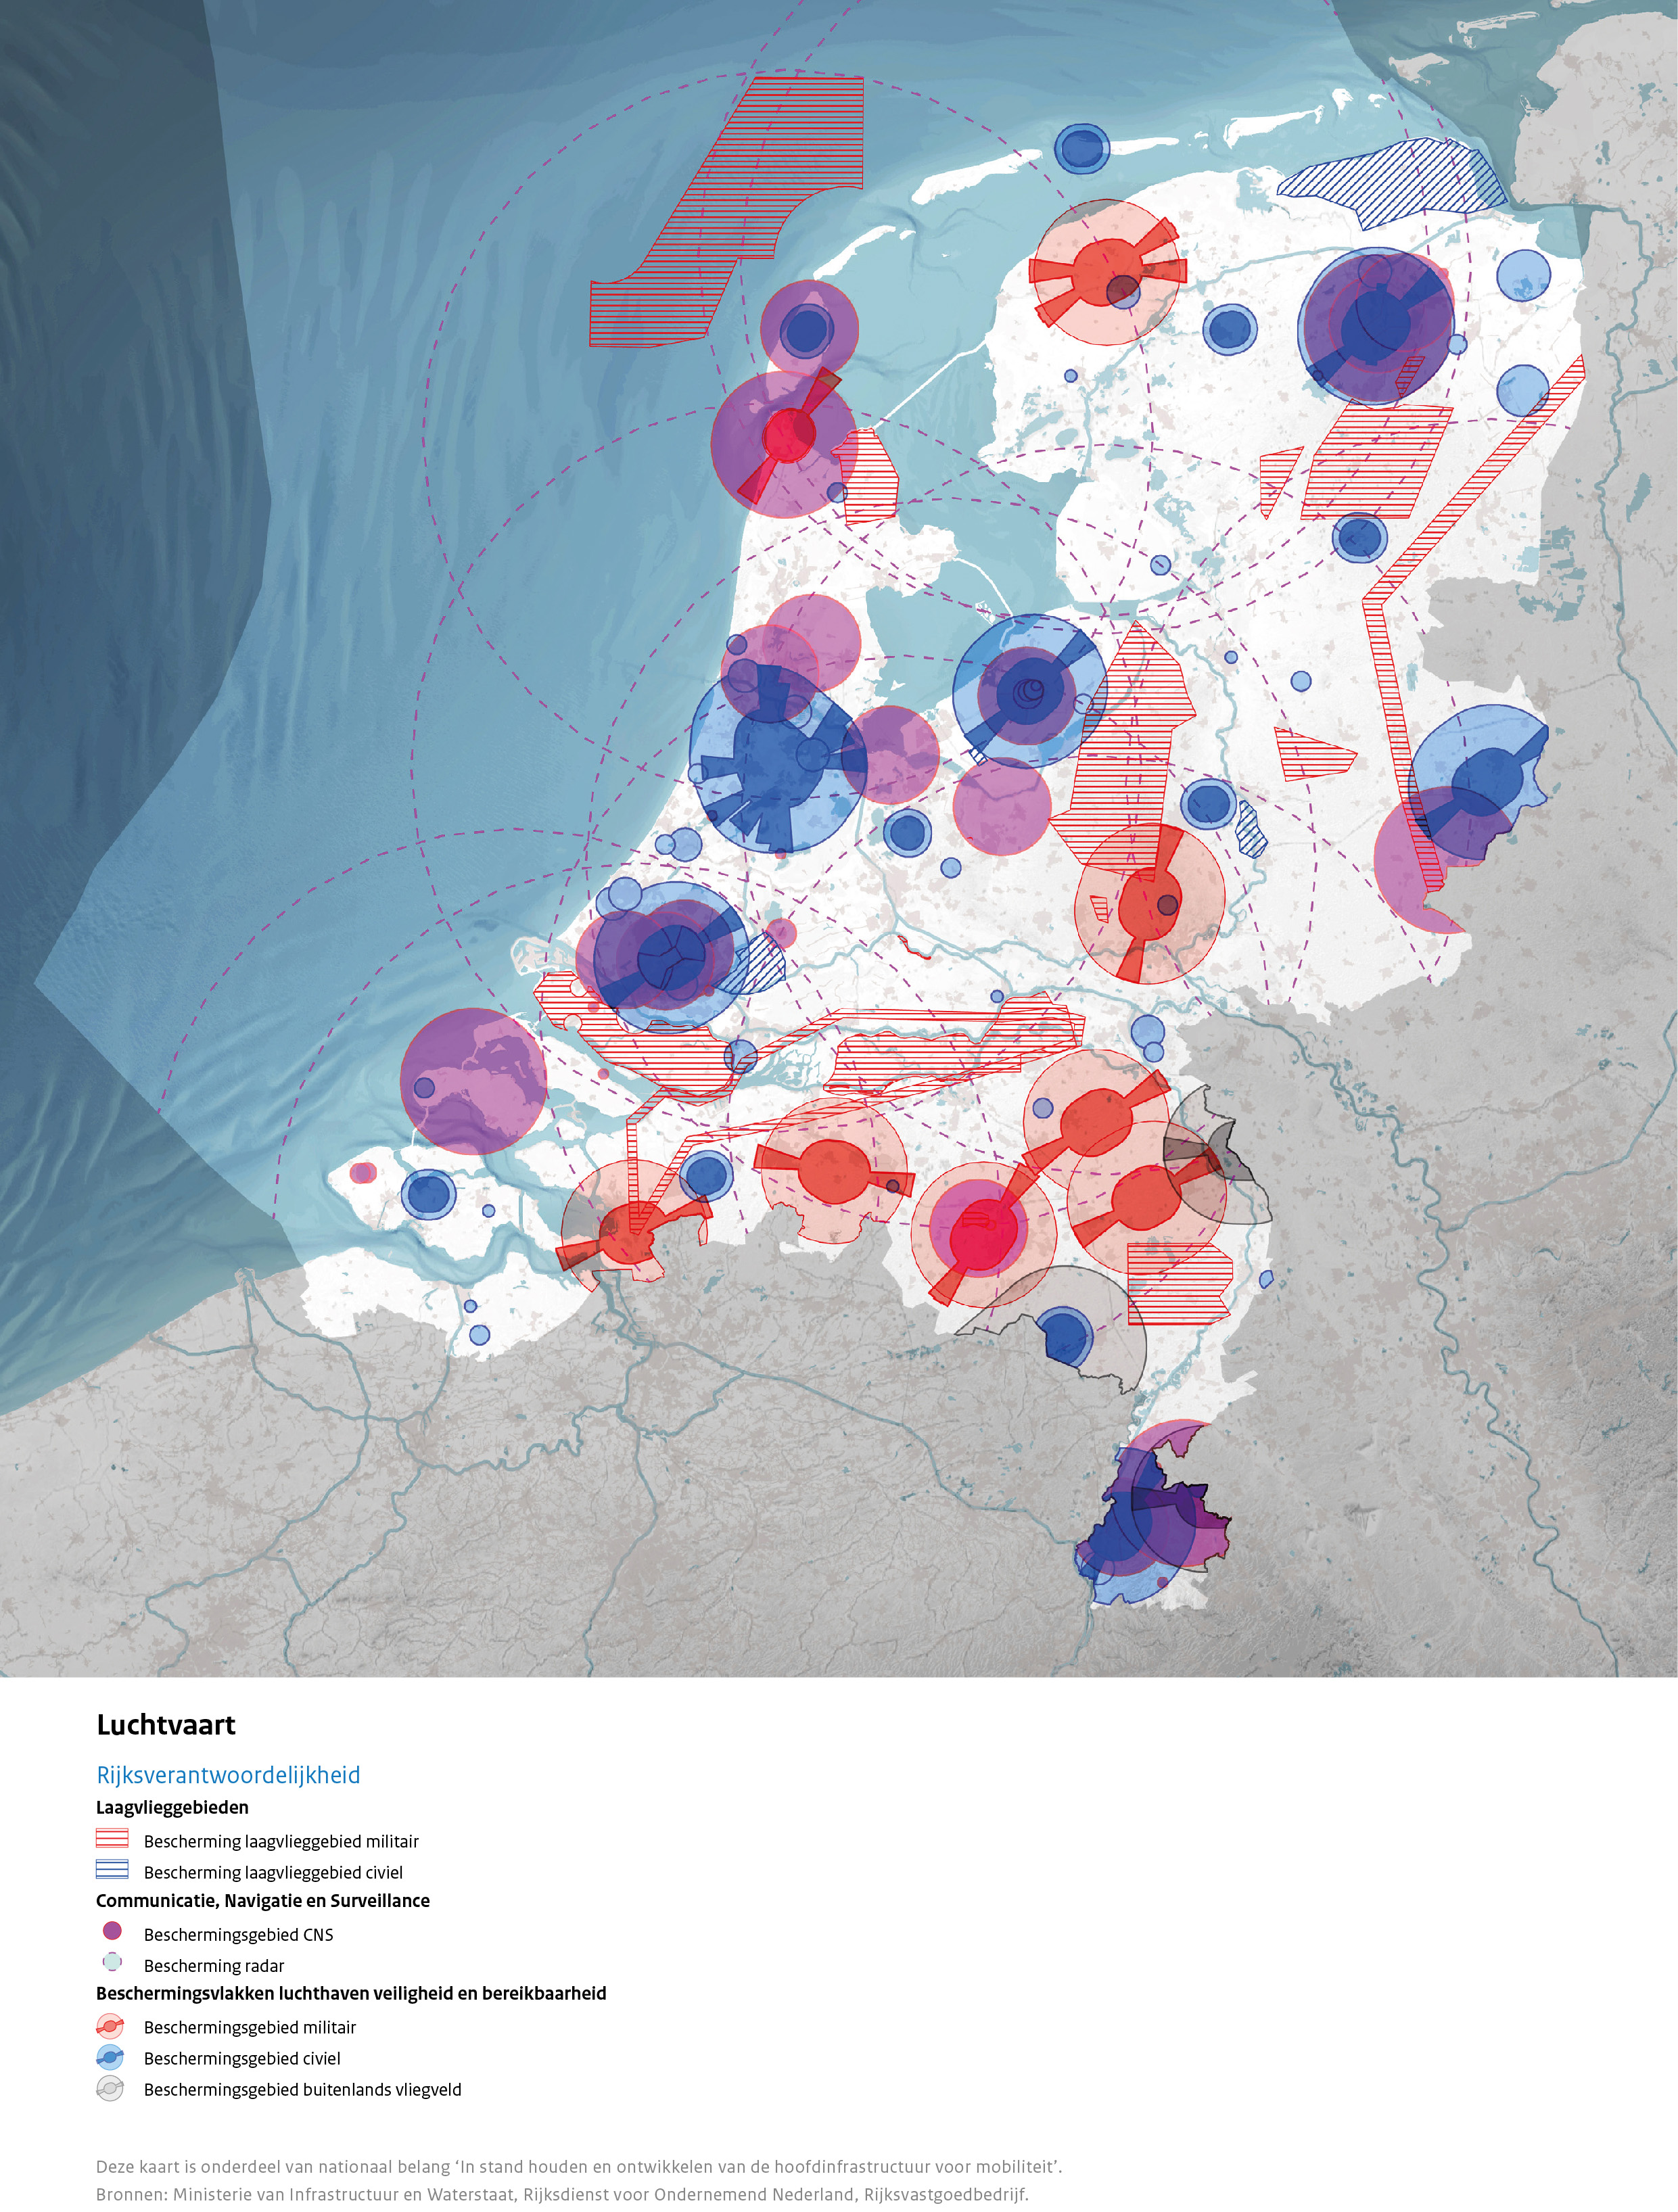 Luchtvaart
Rijksverantwoordelijkheid
Laagvlieggebieden
Bescherming laagvlieggebied militair
Bescherming laagvlieggebied civiel
Communicatie, Navigatie en Surveillance
Beschermingsgebied CNS
Bescherming radar
Beschermingsvlakken luchthaven veiligheid en bereikbaarheid
Beschermingsgebied militair
Beschermingsgebied civiel
Beschermingsgebied buitenlands vliegveld
Deze kaart is onderdeel van nationaal belang ‘In stand houden en ontwikkelen van de hoofdinfrastructuur voor mobiliteit’.
Bronnen: Ministerie van Infrastructuur en Waterstaat, Rijksdienst voor Ondernemend Nederland, Rijksvastgoedbedrijf.